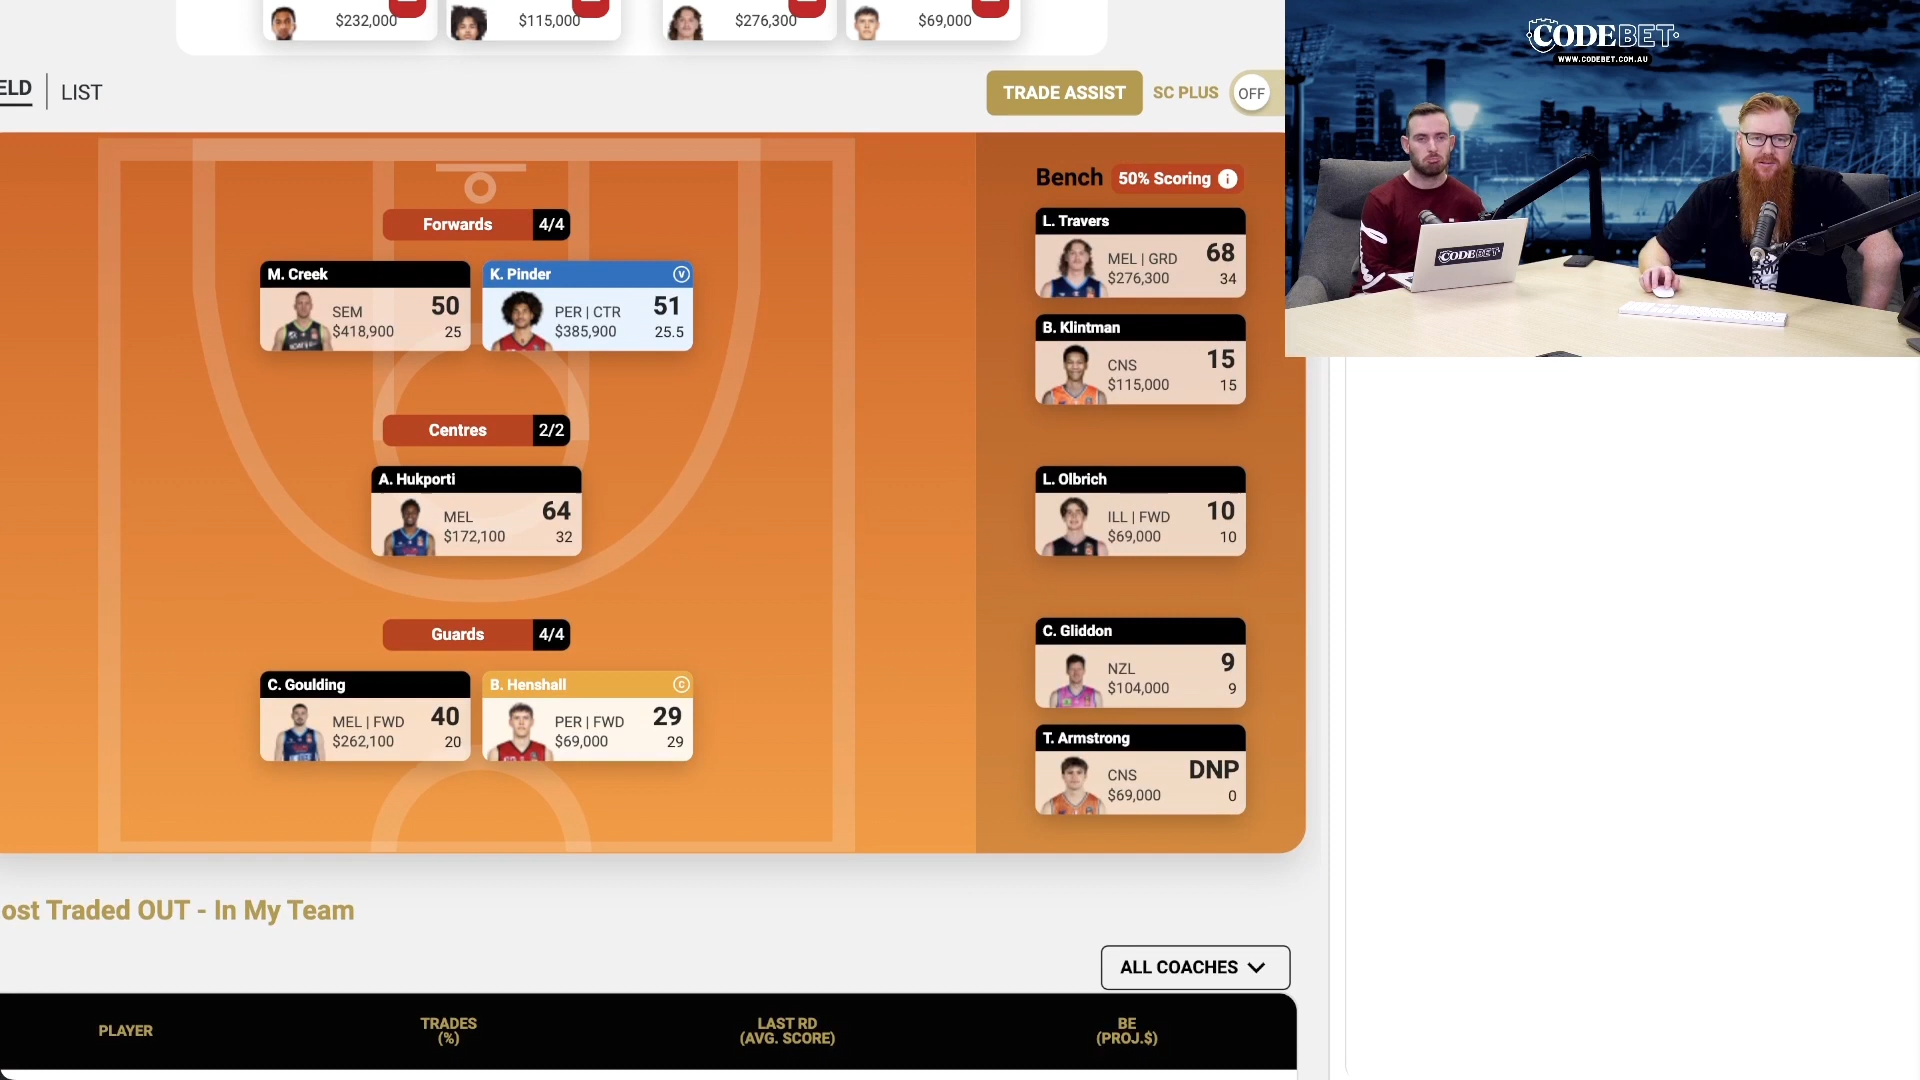 $232,000
$115,000
$276,300
$69,000
ELD
LIST
TRADE ASSIST
SC PLUS
OFF
CODEBET
WWW.CODEBET.COM.AU
CODEBET
Forwards
4/4
M. Creek
SEM
$418,900
50
25
K. Pinder
V
PER | CTR
$385,900
51
25.5
Centres
2/2
A. Hukporti
MEL
$172,100
64
32
Guards
4/4
C. Goulding
MEL | FWD
$262,100
40
20
B. Henshall
C
PER | FWD
$69,000
29
29
Bench
50% Scoring
i
L. Travers
MEL | GRD
$276,300
68
34
B. Klintman
CNS
$115,000
15
15
L. Olbrich
ILL | FWD
$69,000
10
10
C. Gliddon
NZL
$104,000
9
9
T. Armstrong
CNS
$69,000
DNP
0
ost Traded OUT - In My Team
ALL COACHES
PLAYER
TRADES
(%)
LAST RD
(AVG. SCORE)
BE
(PROJ.$)